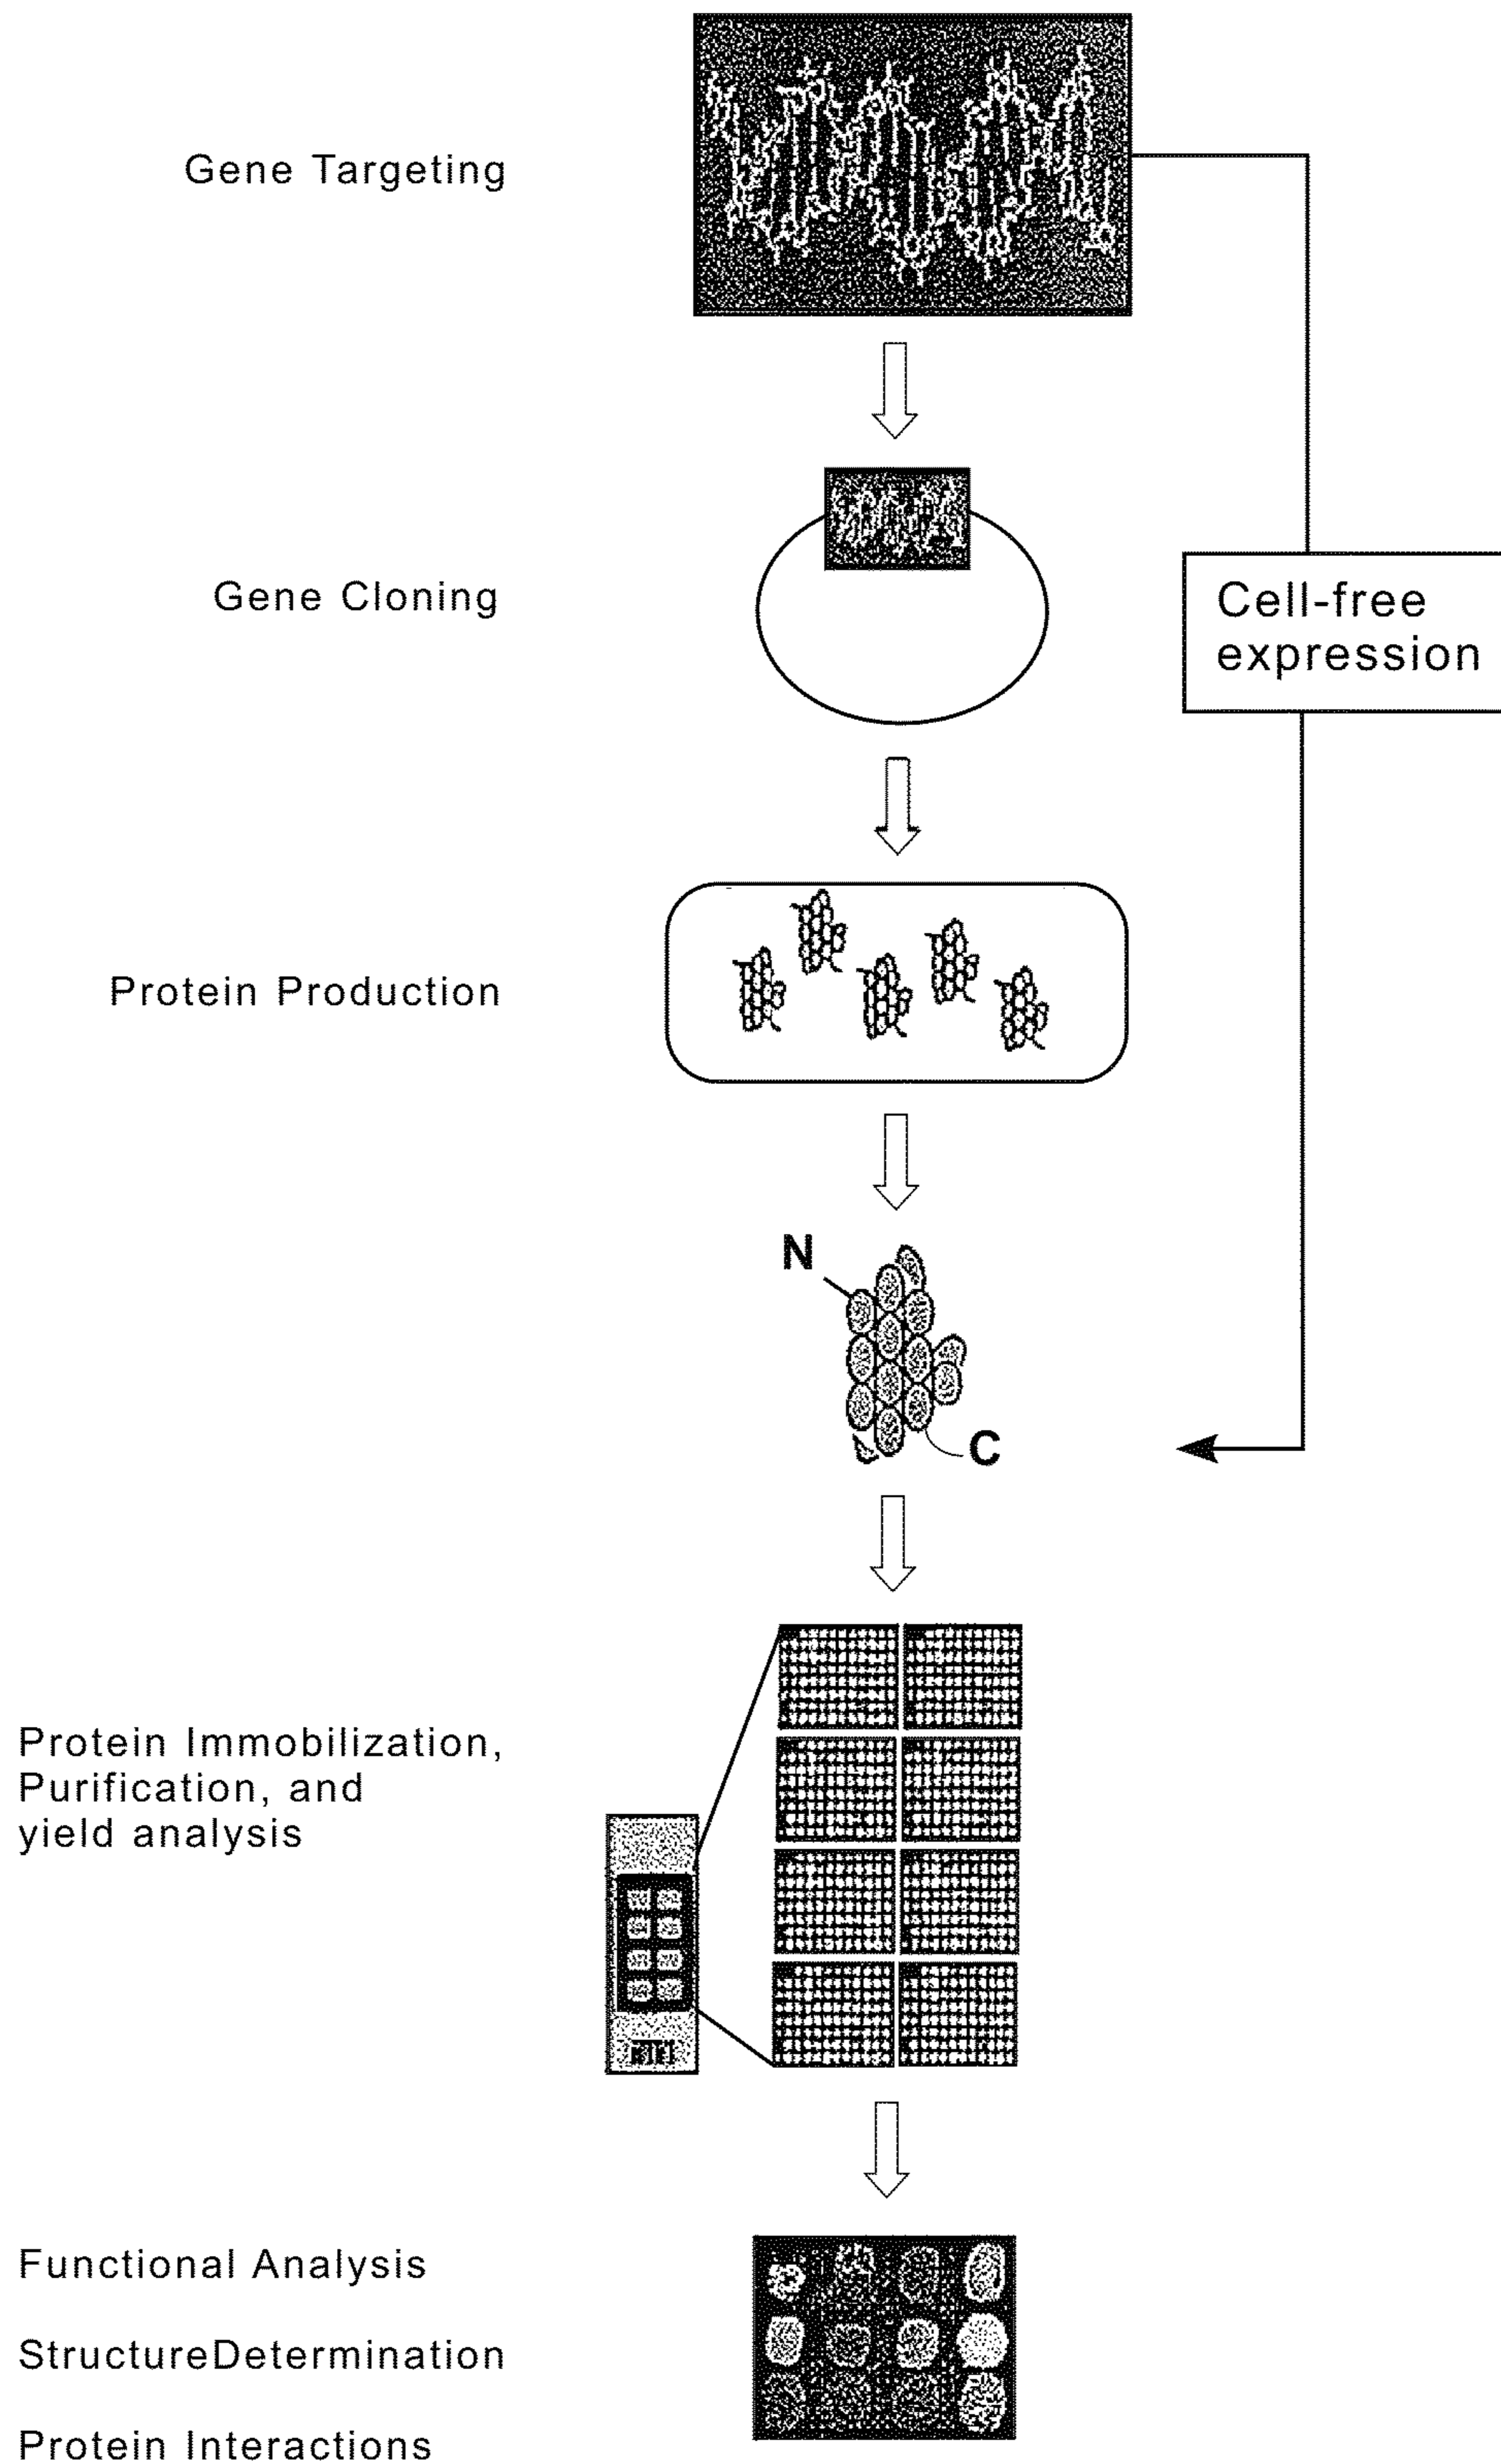 Gene Targeting
Gene Cloning
Cell-free
expression
Protein Production
N
C
Protein Immobilization,
Purification, and
yield analysis
Functional Analysis
StructureDetermination
Protein Interactions